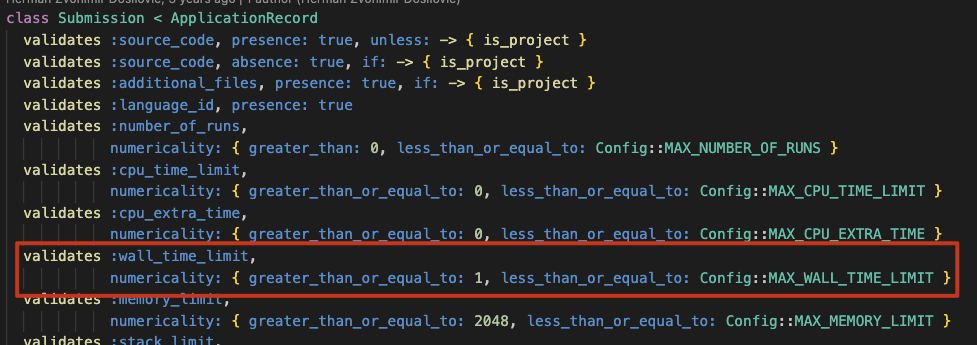 Herman Zvonimir Dosilovic, 3 years ago | 1 author (Herman Zvonimir Dosilovic)
class Submission < ApplicationRecord
validates :source_code, presence: true, unless: -> { is_project }
validates :source_code, absence: true, if: -> { is_project }
validates :additional_files, presence: true, if: -> { is_project }
validates :language_id, presence: true
validates :number_of_runs,
numericality: { greater_than: 0, less_than_or_equal_to: Config::MAX_NUMBER_OF_RUNS }
validates :cpu_time_limit,
numericality: { greater_than_or_equal_to: 0, less_than_or_equal_to: Config::MAX_CPU_TIME_LIMIT }
validates :cpu_extra_time,
numericality: { greater_than_or_equal_to: 0, less_than_or_equal_to: Config::MAX_CPU_EXTRA_TIME }
validates :wall_time_limit,
numericality: { greater_than_or_equal_to: 1, less_than_or_equal_to: Config::MAX_WALL_TIME_LIMIT }
validates :memory_limit,
numericality: { greater_than_or_equal_to: 2048, less_than_or_equal_to: Config::MAX_MEMORY_LIMIT }
validates :stack_limit,